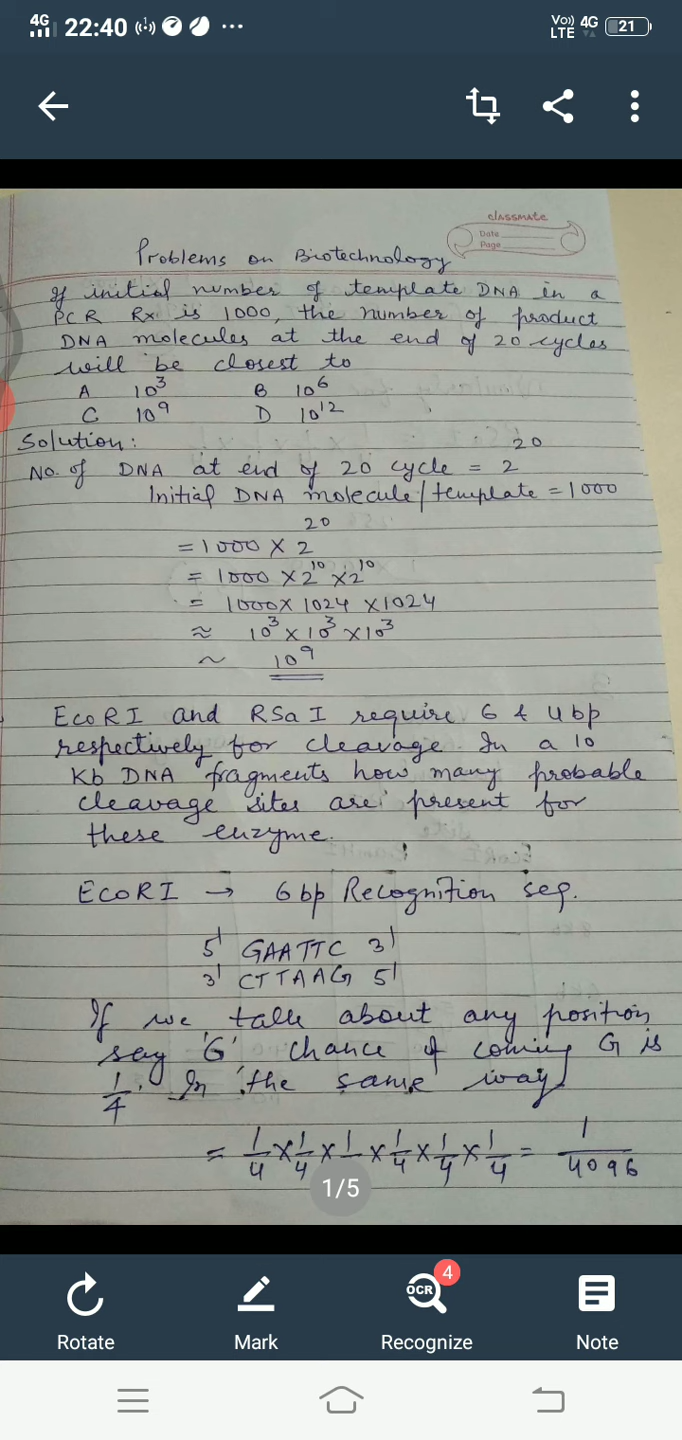 4G 22:40 ... Vo)) LTE 4G 21
classmate
Date
Page
Problems on Biotechnology
If initial number of template DNA in a
PCR Rx is 1000, the number of product
DNA molecules at the end of 20 cycles
will be closest to
A 10³ B 10⁶
C 10⁹ D 10¹²
Solution:
No. of DNA at end of 20 cycle = 2²⁰
Initial DNA molecule/template = 1000
= 1000 × 2²⁰
= 1000 × 2¹⁰ × 2¹⁰
= 1000 × 1024 × 1024
≈ 10³ × 10³ × 10³
~ 10⁹
EcoRI and RSaI require 6 & 4bp
respectively for cleavage. In a 10
Kb DNA fragments how many probable
cleavage sites are present for
these enzyme.
ECORI → 6bp Recognition seq.
5' GAATTC 3'
3' CTTAAG 5'
If we talk about any position
say 'G' chance of coming G is
1/4. In the same way
= 1/4 × 1/4 × 1/ × 1/4 × 1/4 × 1/4 = 1/4096
1/5
4
OCR
Rotate Mark Recognize Note